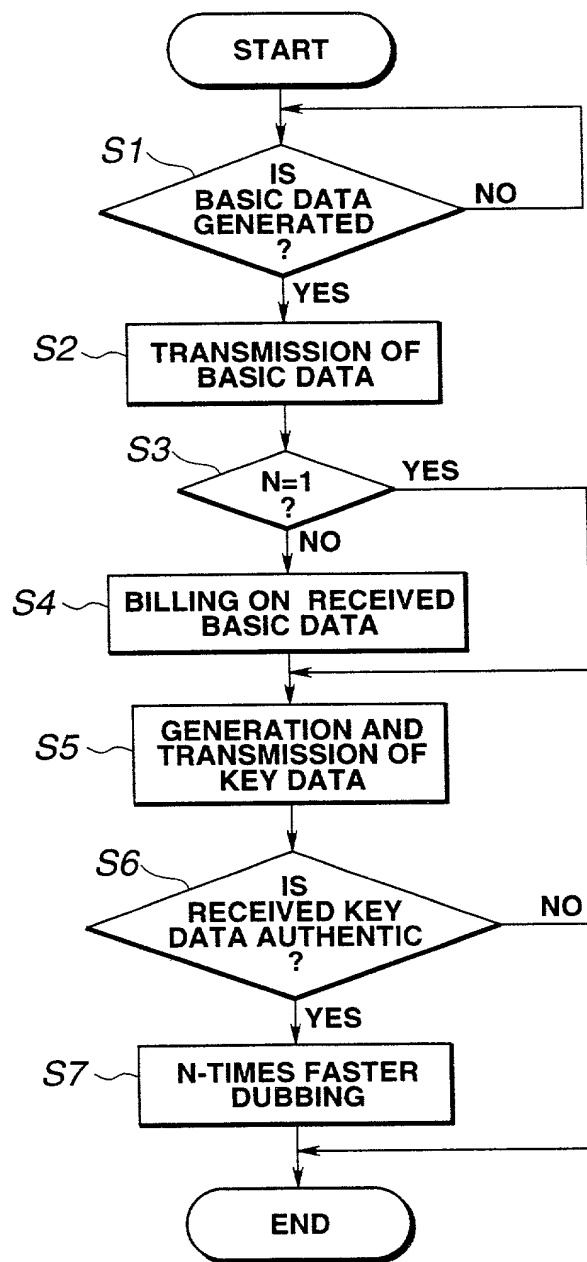 START
S1
IS
BASIC DATA
GENERATED
?
NO
YES
S2
TRANSMISSION OF
BASIC DATA
S3
N=1
?
YES
NO
S4
BILLING ON RECEIVED
BASIC DATA
S5
GENERATION AND
TRANSMISSION OF
KEY DATA
S6
IS
RECEIVED KEY
DATA AUTHENTIC
?
NO
YES
S7
N-TIMES FASTER
DUBBING
END